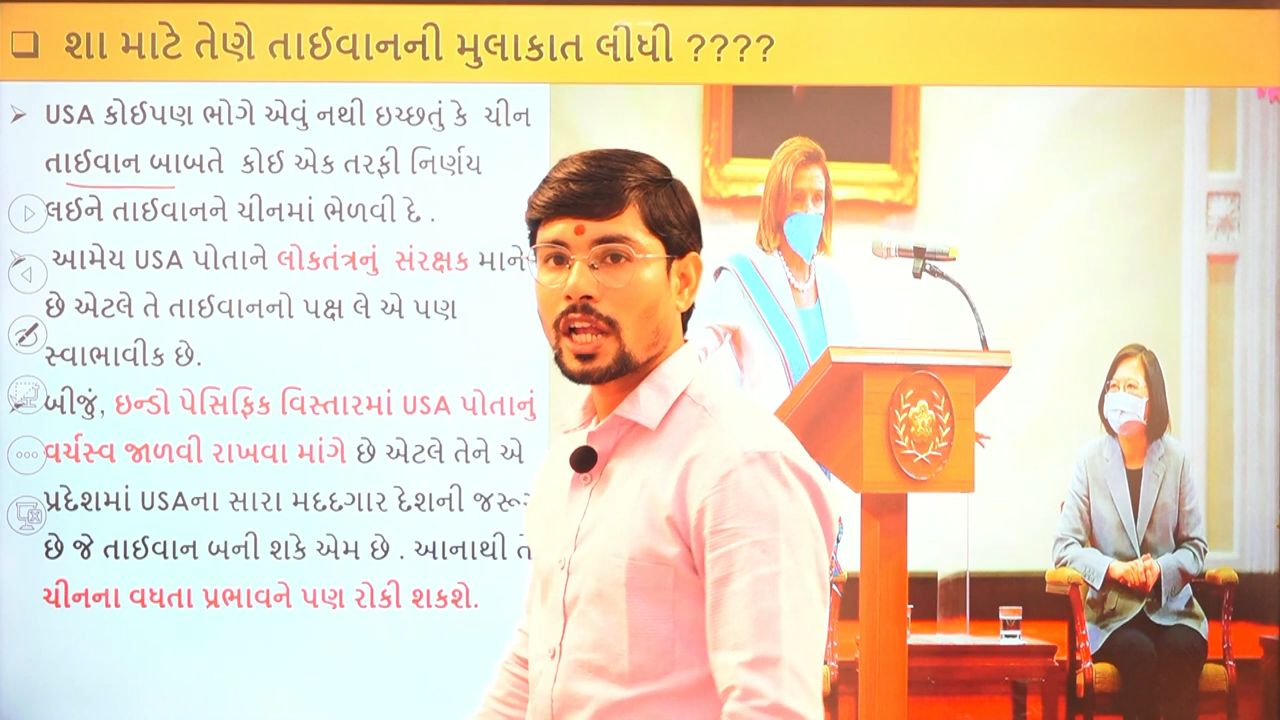 ❑ શા માટે તેણે તાઈવાનની મુલાકાત લીધી ????
➢ USA કોઈપણ ભોગે એવું નથી ઇચ્છતું કે ચીન
તાઈવાન બાબતે કોઈ એક તરફી નિર્ણય
લઈને તાઈવાનને ચીનમાં ભેળવી દે .
આમેય USA પોતાને લોકતંત્રનું સંરક્ષક માને
છે એટલે તે તાઈવાનનો પક્ષ લે એ પણ
સ્વાભાવીક છે.
બીજું, ઇન્ડો પેસિફિક વિસ્તારમાં USA પોતાનું
વર્ચસ્વ જાળવી રાખવા માંગે છે એટલે તેને એ
પ્રદેશમાં USAના સારા મદદગાર દેશની
છે જે તાઈવાન બની શકે એમ છે . આનાથી
ચીનના વધતા પ્રભાવને પણ રોકી શકશે.